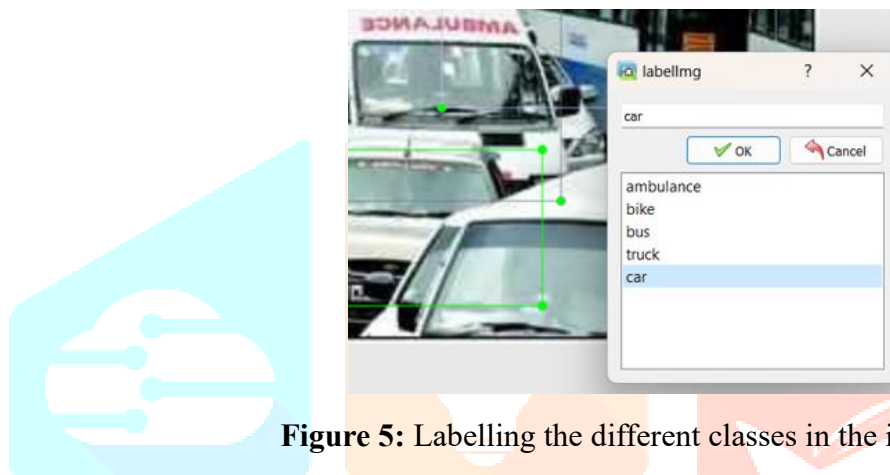 AMBULANCE
labelImg ? ×
car
OK Cancel
ambulance
bike
bus
truck
car
Figure 5: Labelling the different classes in the i